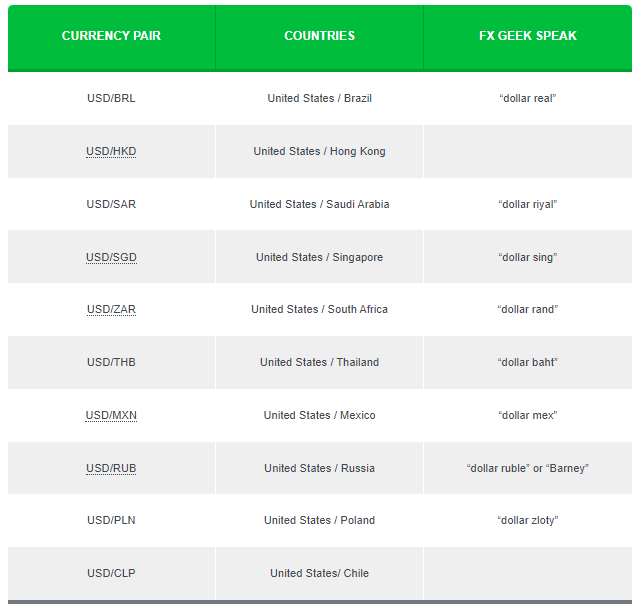 CURRENCY PAIR COUNTRIES FX GEEK SPEAK
USD/BRL United States / Brazil “dollar real”
USD/HKD United States / Hong Kong
USD/SAR United States / Saudi Arabia “dollar riyal”
USD/SGD United States / Singapore “dollar sing”
USD/ZAR United States / South Africa “dollar rand”
USD/THB United States / Thailand “dollar baht”
USD/MXN United States / Mexico “dollar mex”
USD/RUB United States / Russia “dollar ruble” or “Barney”
USD/PLN United States / Poland “dollar zloty”
USD/CLP United States/ Chile